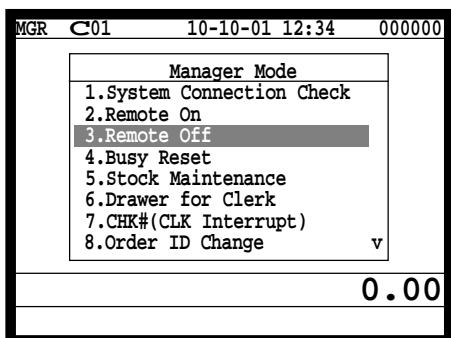 MGR C01 10-10-01 12:34 000000
Manager Mode
1.System Connection Check
2.Remote On
3.Remote Off
4.Busy Reset
5.Stock Maintenance
6.Drawer for Clerk
7.CHK#(CLK Interrupt)
8.Order ID Change v
0.00